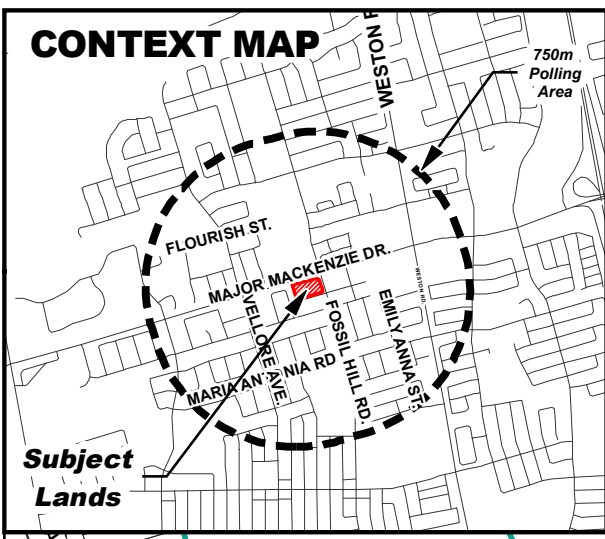 CONTEXT MAP
WESTON R
750m
Polling
Area
FLOURISH ST.
MAJOR MACKENZIE DR.
WESTON RD.
VELLORE AVE.
FOSSIL HILL RD.
EMILY ANNA ST.
MARIA ANTONIA RD
Subject
Lands